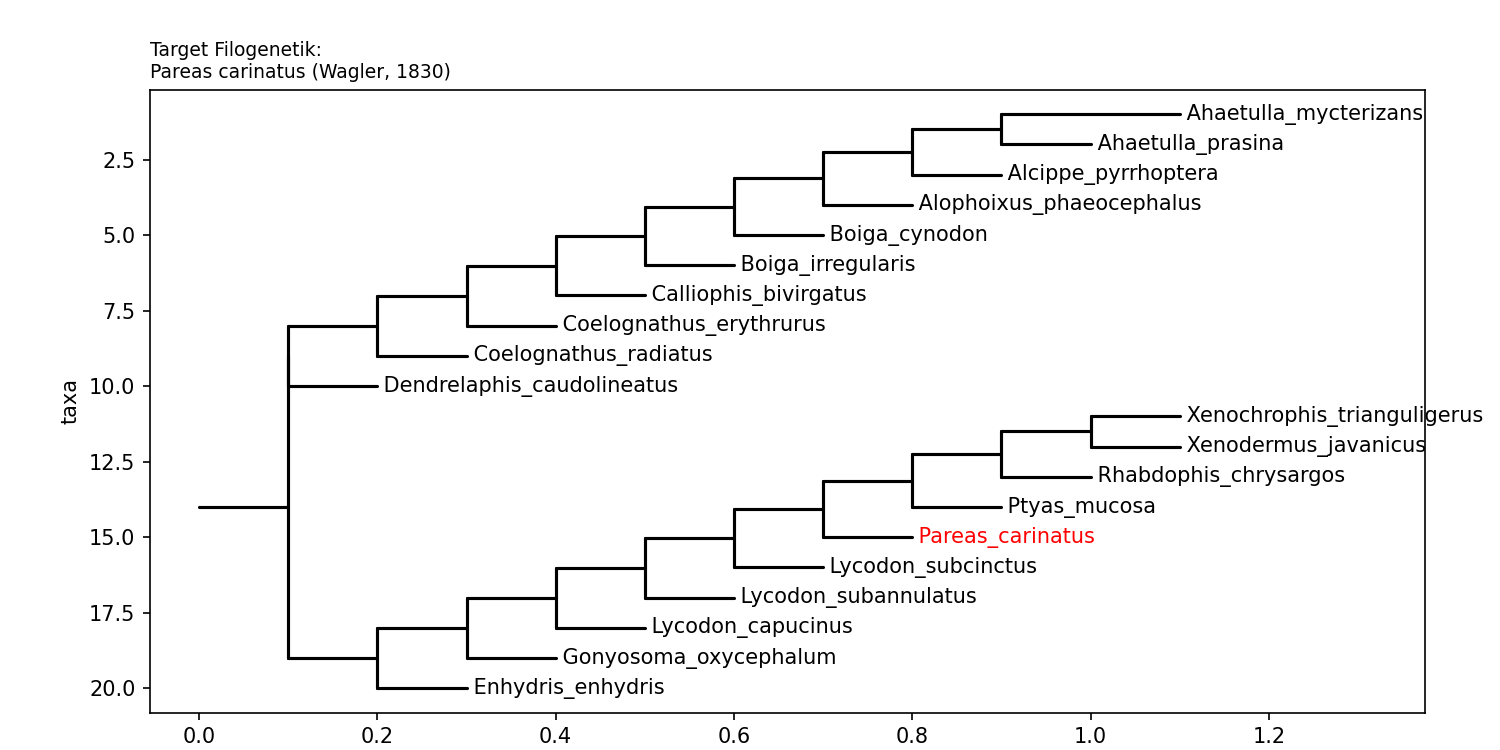 Target Filogenetik:
Pareas carinatus (Wagler, 1830)
Ahaetulla_mycterizans
Ahaetulla_prasina
2.5
Alcippe_pyrrhoptera
Alophoixus_phaeocephalus
5.0
Boiga_cynodon
Boiga_irregularis
Calliophis_bivirgatus
7.5
Coelognathus_erythrurus
Coelognathus_radiatus
10.0
Dendrelaphis_caudolineatus
taxa
Xenochrophis_trianguligerus
Xenodermus_javanicus
12.5
Rhabdophis_chrysargos
Ptyas_mucosa
15.0
Pareas_carinatus
Lycodon_subcinctus
Lycodon_subannulatus
17.5
Lycodon_capucinus
Gonyosoma_oxycephalum
20.0
Enhydris_enhydris
0.0 0.2 0.4 0.6 0.8 1.0 1.2